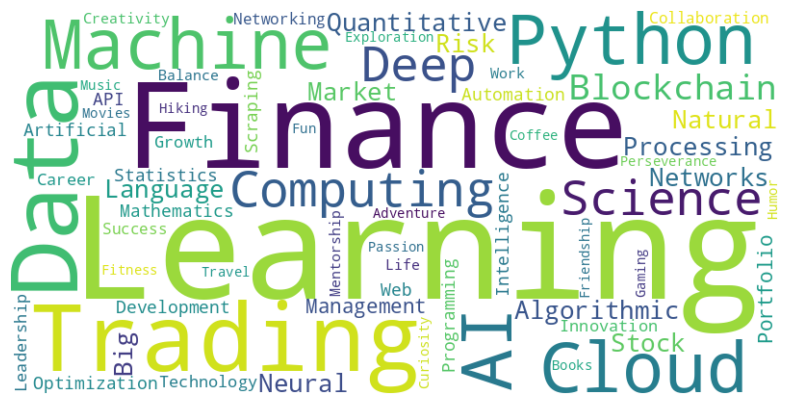 Creativity
Networking
Quantitative
Python
Collaboration
Machine
Exploration
Risk
Deep
Balance
Work
Music
API
Movies
Hiking
Scraping
Market
Automation
Blockchain
Artificial
Finance
Natural
Growth
Fun
Coffee
Processing
Data
Career
Statistics
Language
Computing
Perseverance
Networks
Science
Mathematics
Adventure
Intelligence
Humor
Success
Learning
Mentorship
Passion
Friendship
Fitness
Travel
Life
Gaming
Portfolio
Web
Programming
Leadership
Development
Management
Algorithmic
Trading
Big
AI
Innovation
Stock
Curiosity
Cloud
Books
Optimization
Technology
Neural